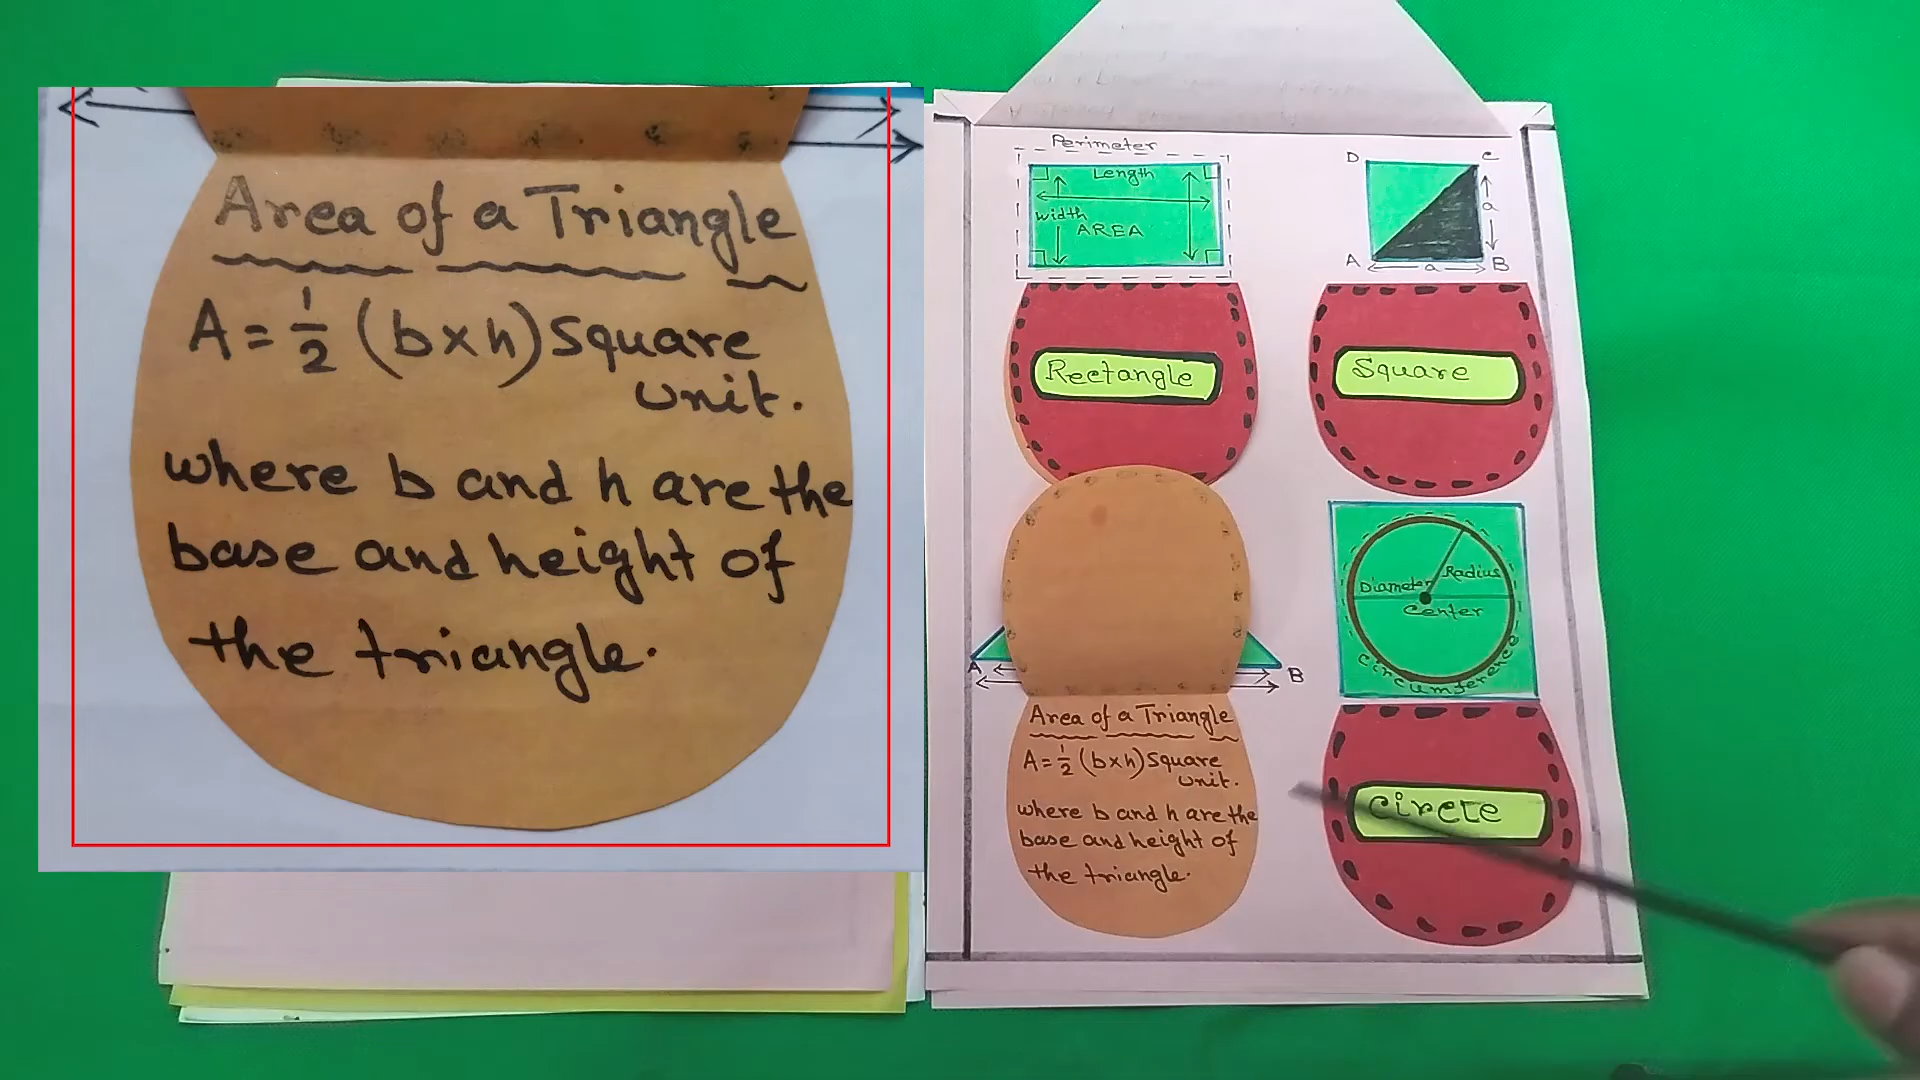 Area of a Triangle
A = 1/2 (b×h) Square
unit.
where b and h are the
base and height of
the triangle.
Perimeter
Length
width
AREA
Rectangle
D C
a
A a B
Square
A B
Area of a Triangle
A = 1/2 (b×h) Square
unit.
where b and h are the
base and height of
the triangle.
Radius
Diameter
Center
Circumference
Circle